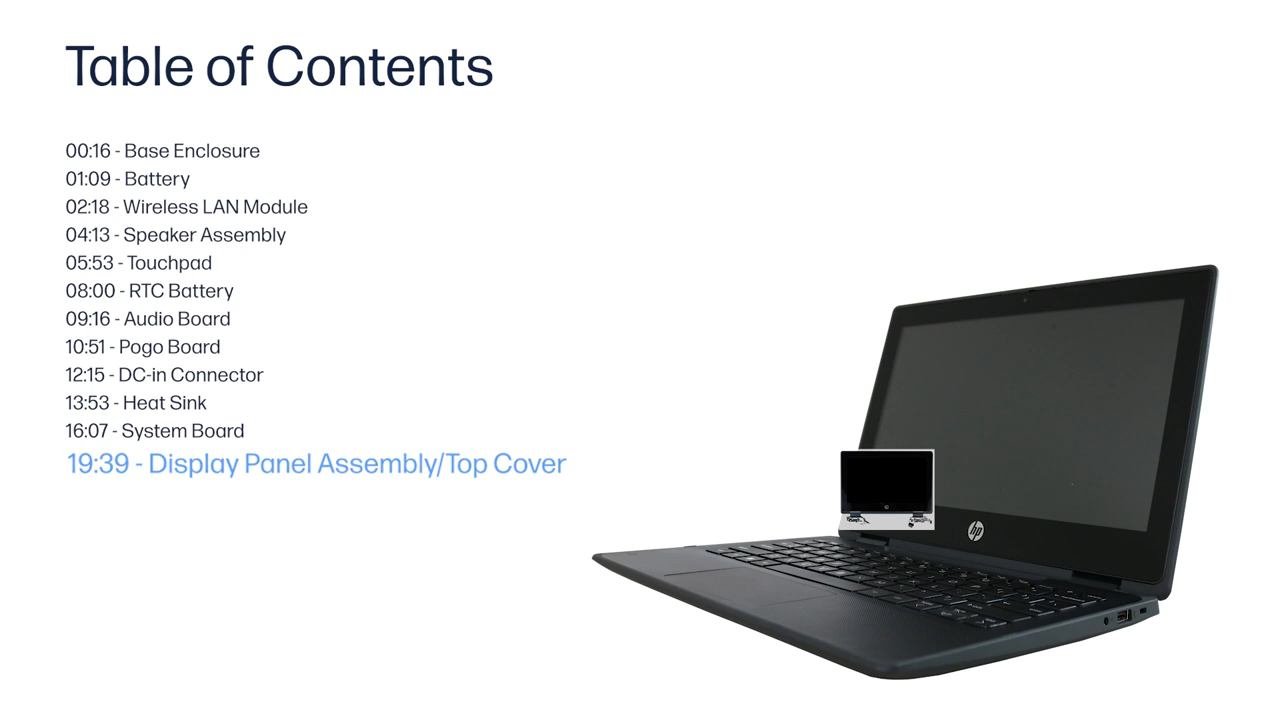 Table of Contents
00:16 - Base Enclosure
01:09 - Battery
02:18 - Wireless LAN Module
04:13 - Speaker Assembly
05:53 - Touchpad
08:00 - RTC Battery
09:16 - Audio Board
10:51 - Pogo Board
12:15 - DC-in Connector
13:53 - Heat Sink
16:07 - System Board
19:39 - Display Panel Assembly/Top Cover
hp